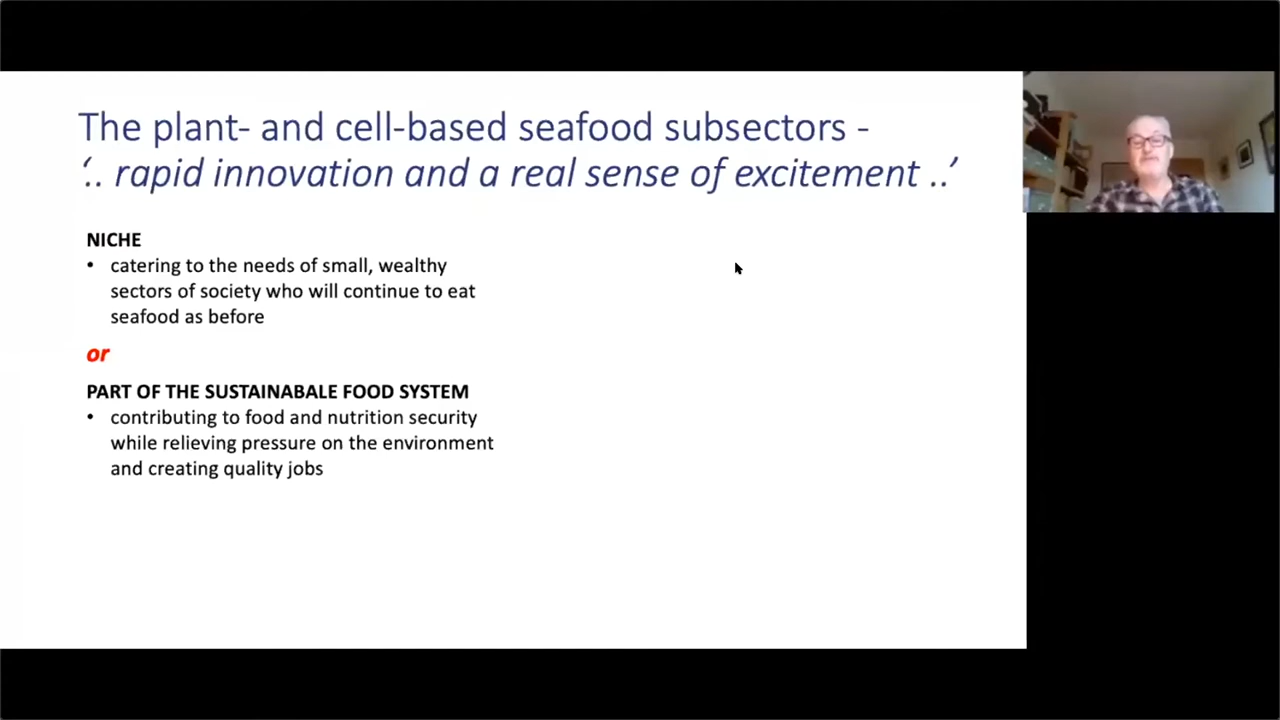 The plant- and cell-based seafood subsectors -
‘.. rapid innovation and a real sense of excitement ..’
NICHE
• catering to the needs of small, wealthy
sectors of society who will continue to eat
seafood as before
or
PART OF THE SUSTAINABALE FOOD SYSTEM
• contributing to food and nutrition security
while relieving pressure on the environment
and creating quality jobs